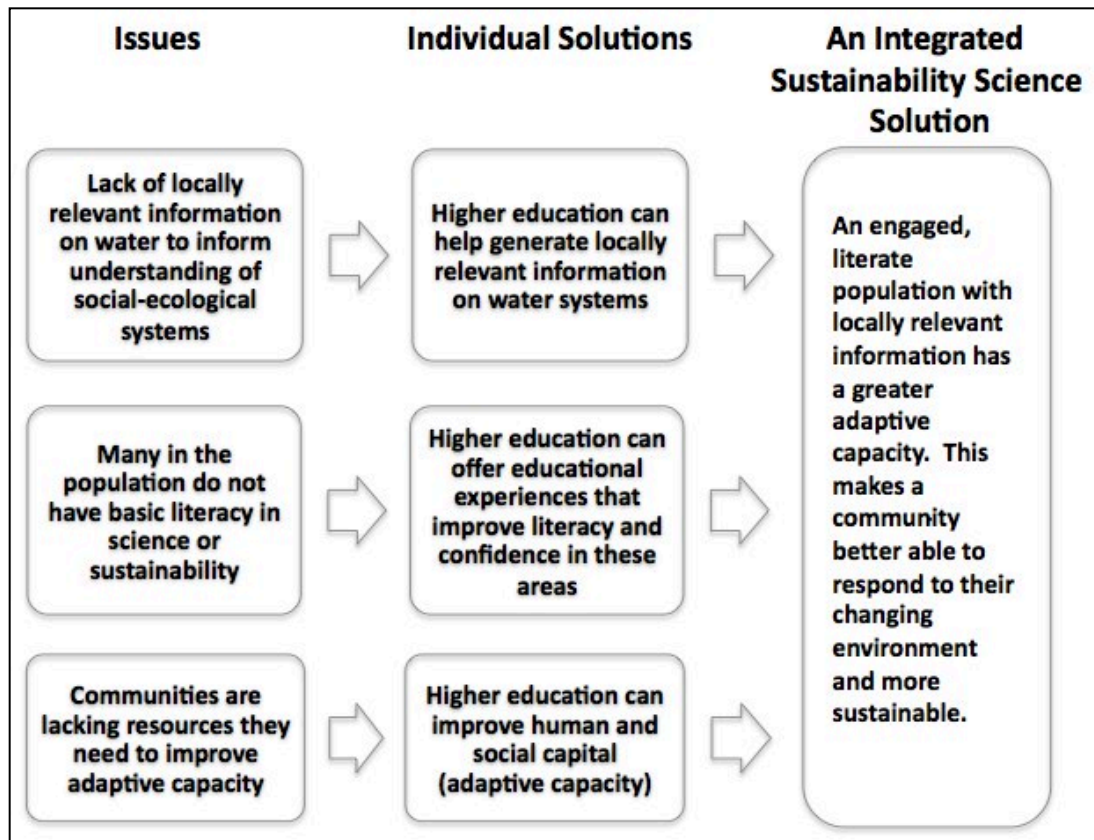 Issues
Individual Solutions
An Integrated
Sustainability Science
Solution
Lack of locally
relevant information
on water to inform
understanding of
social-ecological
systems
Higher education can
help generate locally
relevant information
on water systems
Many in the
population do not
have basic literacy in
science or
sustainability
Higher education can
offer educational
experiences that
improve literacy and
confidence in these
areas
Communities are
lacking resources they
need to improve
adaptive capacity
Higher education can
improve human and
social capital
(adaptive capacity)
An engaged,
literate
population with
locally relevant
information has
a greater
adaptive
capacity.  This
makes a
community
better able to
respond to their
changing
environment
and more
sustainable.